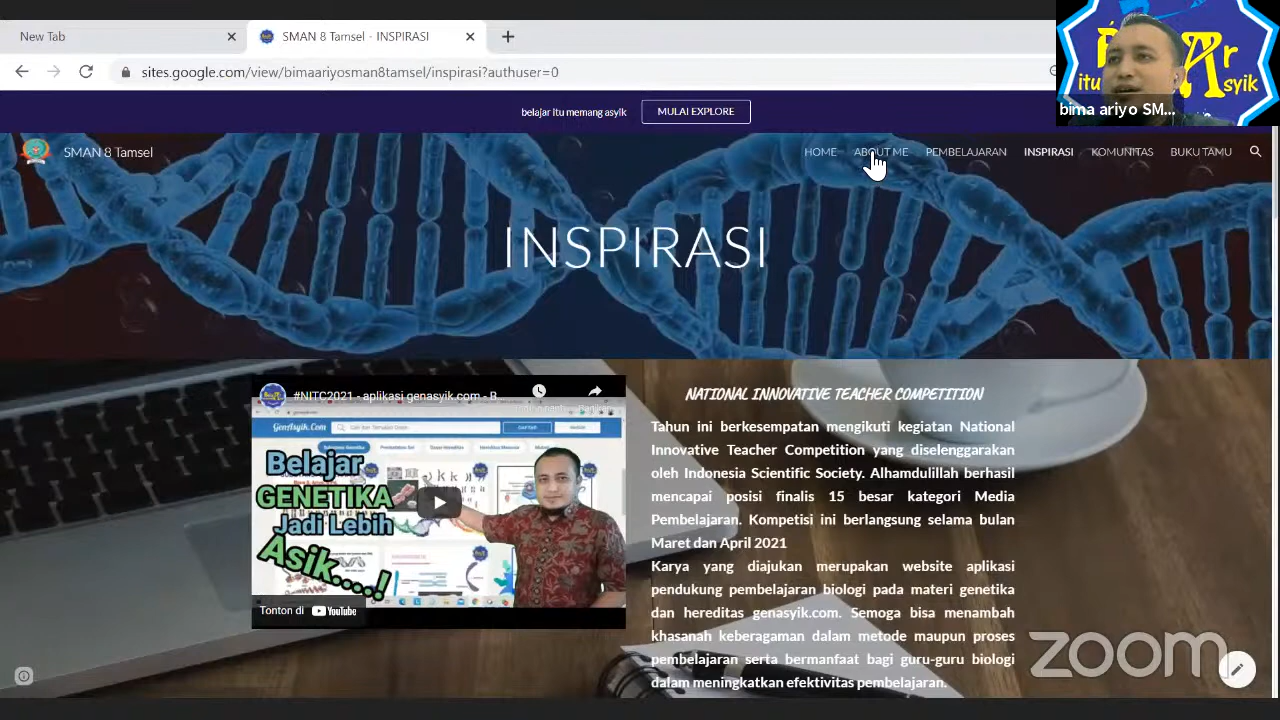 New Tab
SMAN 8 Tamsel - INSPIRASI
sites.google.com/view/bimaariyosman8tamsel/inspirasi?authuser=0
itu
Ar
syik
bima ariyo SM...
belajar itu memang asyik
MULAI EXPLORE
SMAN 8 Tamsel
HOME ABOUT ME PEMBELAJARAN INSPIRASI KOMUNITAS BUKU TAMU
INSPIRASI
#NITC2021 - aplikasi genasyik.com - B...
GenAsyik.Com
Belajar
GENETIKA
Jadi Lebih
Asik....!
Tonton di YouTube
NATIONAL INNOVATIVE TEACHER COMPETITION
Tahun ini berkesempatan mengikuti kegiatan National
Innovative Teacher Competition yang diselenggarakan
oleh Indonesia Scientific Society. Alhamdulillah berhasil
mencapai posisi finalis 15 besar kategori Media
Pembelajaran. Kompetisi ini berlangsung selama bulan
Maret dan April 2021
Karya yang diajukan merupakan website aplikasi
pendukung pembelajaran biologi pada materi genetika
dan hereditas genasyik.com. Semoga bisa menambah
khasanah keberagaman dalam metode maupun proses
pembelajaran serta bermanfaat bagi guru-guru biologi
dalam meningkatkan efektivitas pembelajaran.
zoom